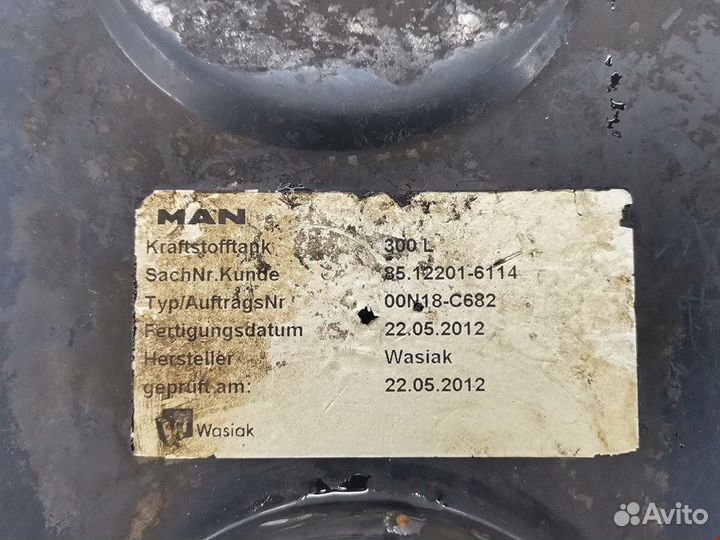 MAN
Kraftstofftank 300 L
SachNr.Kunde 85.12201-6114
Typ/AuftragsNr 00N18-C682
Fertigungsdatum 22.05.2012
Hersteller Wasiak
geprüft am: 22.05.2012
Wasiak
Avito